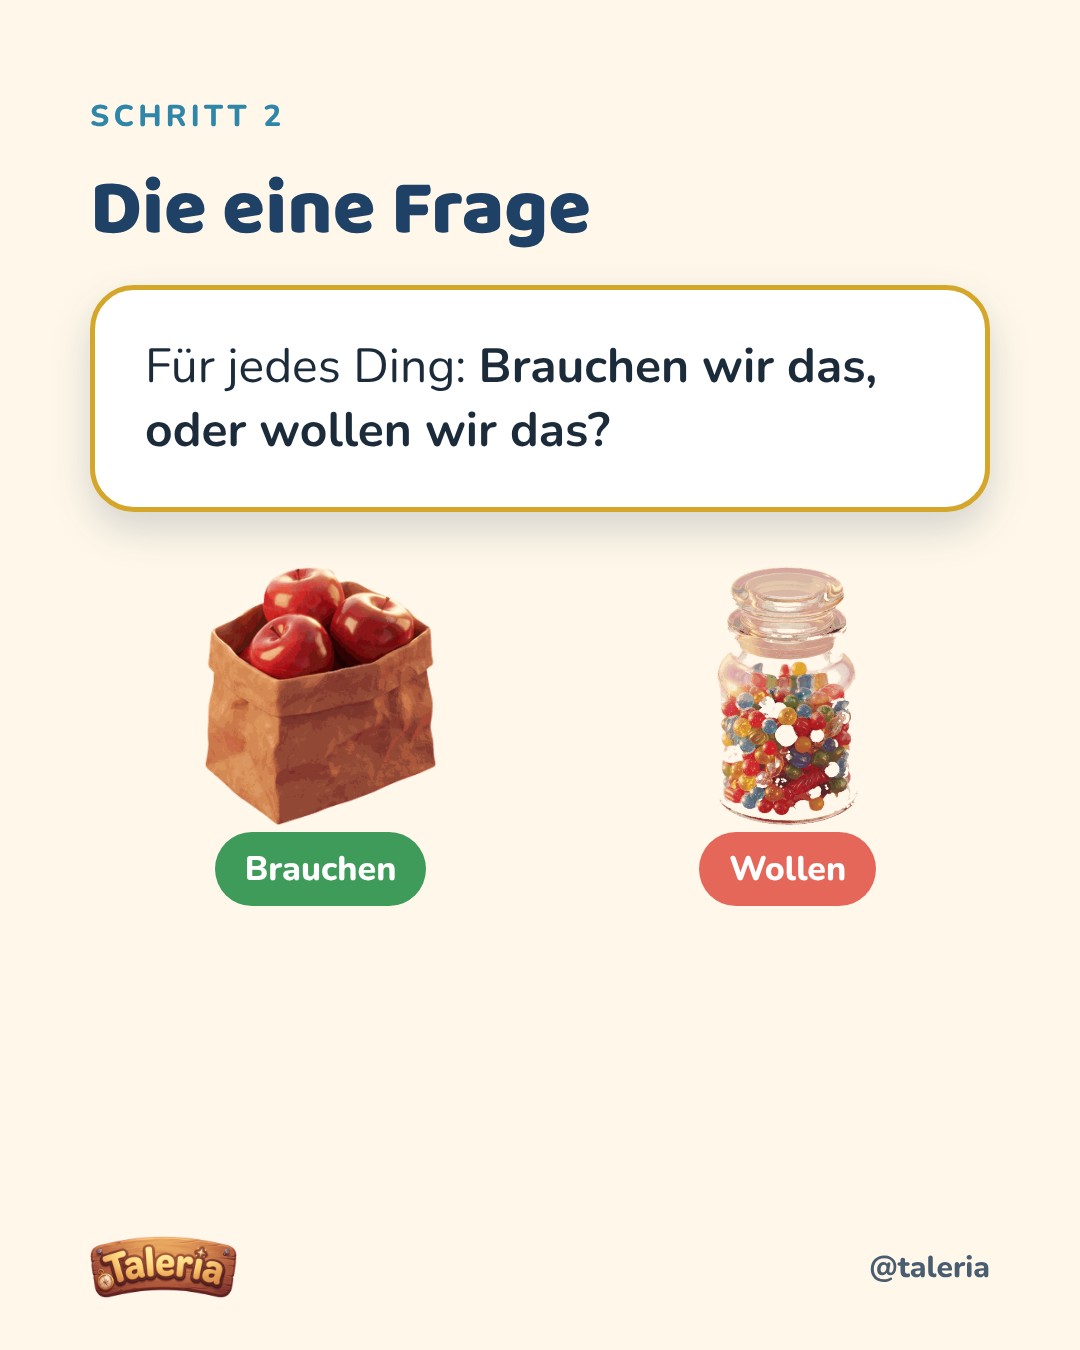 SCHRITT 2
Die eine Frage
Für jedes Ding: Brauchen wir das,
oder wollen wir das?
Brauchen
Wollen
Taleria
@taleria